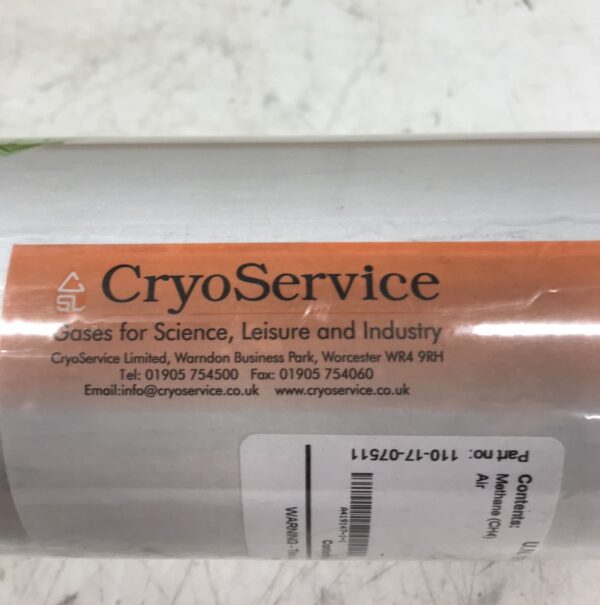 SL
CryoService
Gases for Science, Leisure and Industry
CryoService Limited, Warndon Business Park, Worcester WR4 9RH
Tel: 01905 754500 Fax: 01905 754060
Email:info@cryoservice.co.uk www.cryoservice.co.uk
Part no: 110-17-07511
Contents:
Methane (CH4)
Air
WARNING